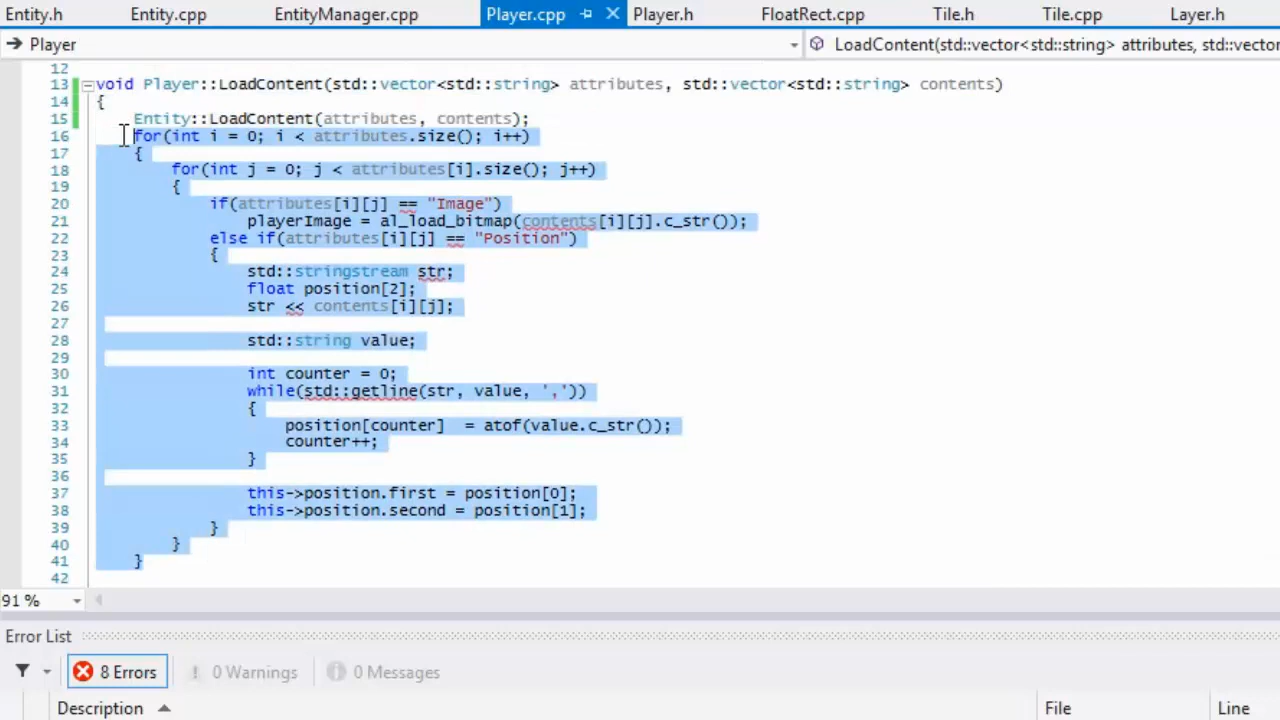 Entity.h Entity.cpp EntityManager.cpp Player.cpp Player.h FloatRect.cpp Tile.h Tile.cpp Layer.h
Player LoadContent(std::vector<std::string> attributes, std::vector
12
13 void Player::LoadContent(std::vector<std::string> attributes, std::vector<std::string> contents)
14 {
15 Entity::LoadContent(attributes, contents);
16 for(int i = 0; i < attributes.size(); i++)
17 {
18 for(int j = 0; j < attributes[i].size(); j++)
19 {
20 if(attributes[i][j] == "Image")
21 playerImage = al_load_bitmap(contents[i][j].c_str());
22 else if(attributes[i][j] == "Position")
23 {
24 std::stringstream str;
25 float position[2];
26 str << contents[i][j];
27
28 std::string value;
29
30 int counter = 0;
31 while(std::getline(str, value, ','))
32 {
33 position[counter] = atof(value.c_str());
34 counter++;
35 }
36
37 this->position.first = position[0];
38 this->position.second = position[1];
39 }
40 }
41 }
42
91 %
Error List
8 Errors 0 Warnings 0 Messages
Description File Line